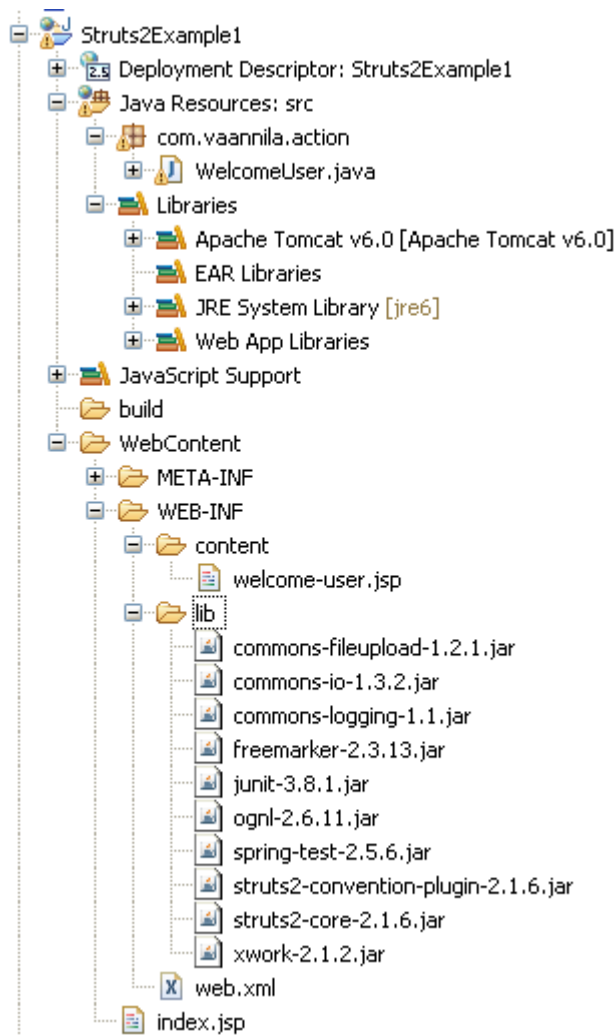 Struts2Example1
2.5 Deployment Descriptor: Struts2Example1
Java Resources: src
com.vaannila.action
J WelcomeUser.java
Libraries
Apache Tomcat v6.0 [Apache Tomcat v6.0]
EAR Libraries
JRE System Library [jre6]
Web App Libraries
JavaScript Support
build
WebContent
META-INF
WEB-INF
content
welcome-user.jsp
lib
commons-fileupload-1.2.1.jar
commons-io-1.3.2.jar
commons-logging-1.1.jar
freemarker-2.3.13.jar
junit-3.8.1.jar
ognl-2.6.11.jar
spring-test-2.5.6.jar
struts2-convention-plugin-2.1.6.jar
struts2-core-2.1.6.jar
xwork-2.1.2.jar
X web.xml
index.jsp